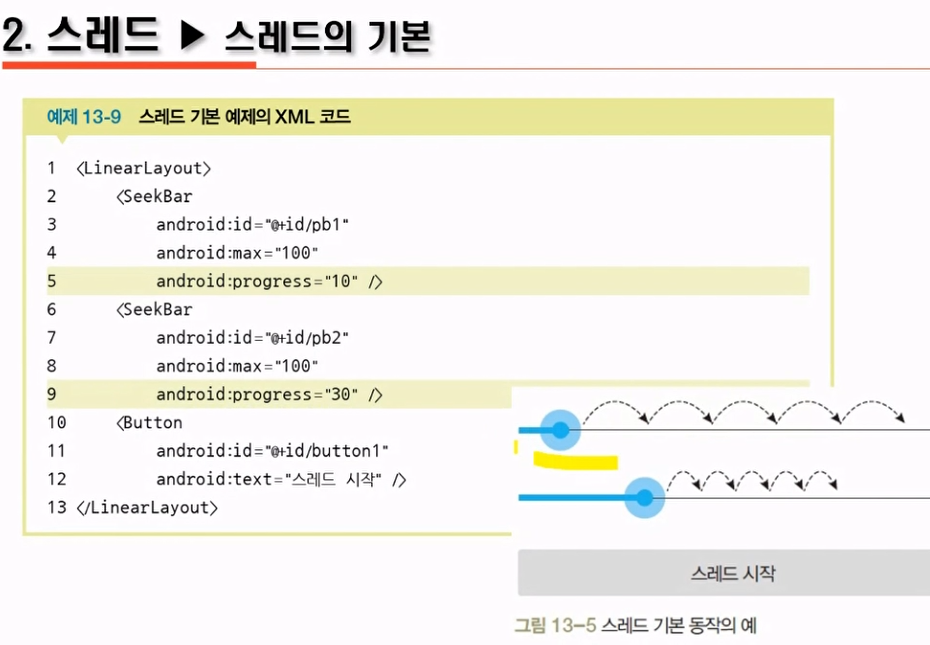 2. 스레드 ▶ 스레드의 기본
예제 13-9 스레드 기본 예제의 XML 코드
1 <LinearLayout>
2 <SeekBar
3 android:id="@+id/pb1"
4 android:max="100"
5 android:progress="10" />
6 <SeekBar
7 android:id="@+id/pb2"
8 android:max="100"
9 android:progress="30" />
10 <Button
11 android:id="@+id/button1"
12 android:text="스레드 시작" />
13 </LinearLayout>
스레드 시작
그림 13-5 스레드 기본 동작의 예